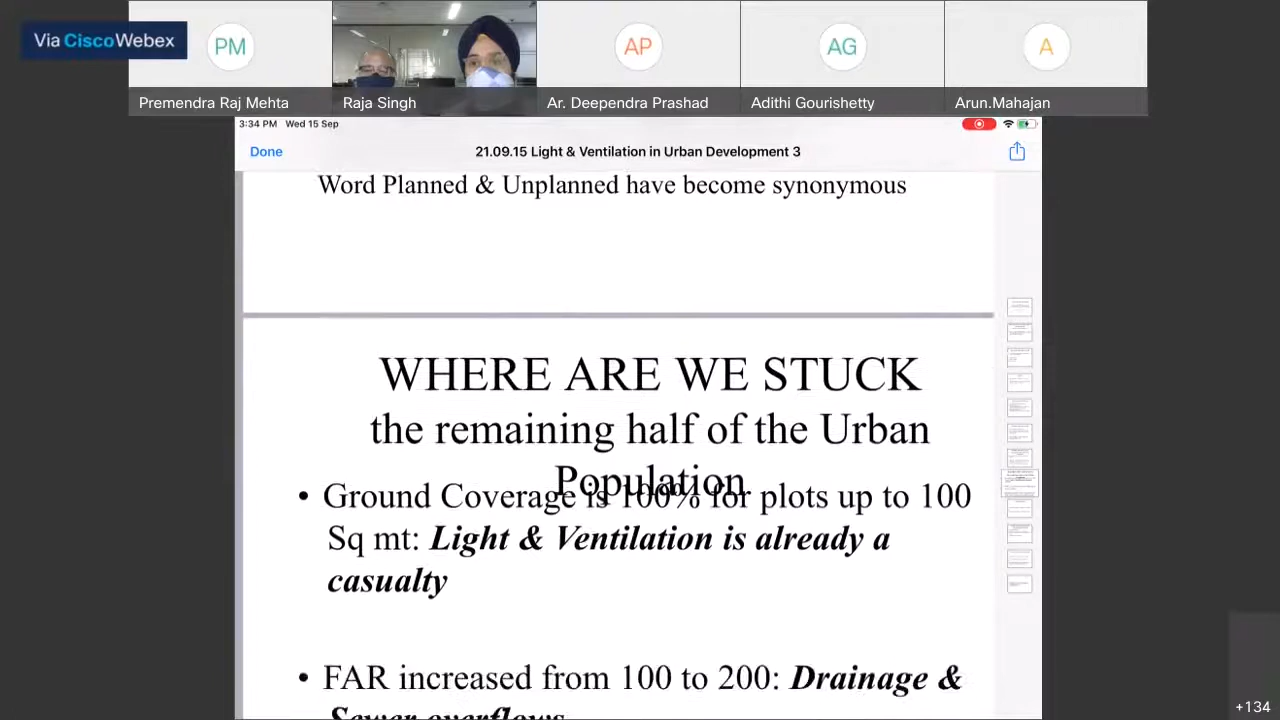 Via CiscoWebex
PM
AP
AG
A
Premendra Raj Mehta
Raja Singh
Ar. Deependra Prashad
Adithi Gourishetty
Arun.Mahajan
3:34 PM Wed 15 Sep
Done
21.09.15 Light & Ventilation in Urban Development 3
Word Planned & Unplanned have become synonymous
WHERE ARE WE STUCK
the remaining half of the Urban
Population
• Ground Coverage is 100% for plots up to 100
Sq mt: Light & Ventilation is already a
casualty
• FAR increased from 100 to 200: Drainage &
Sewer overflows
+134